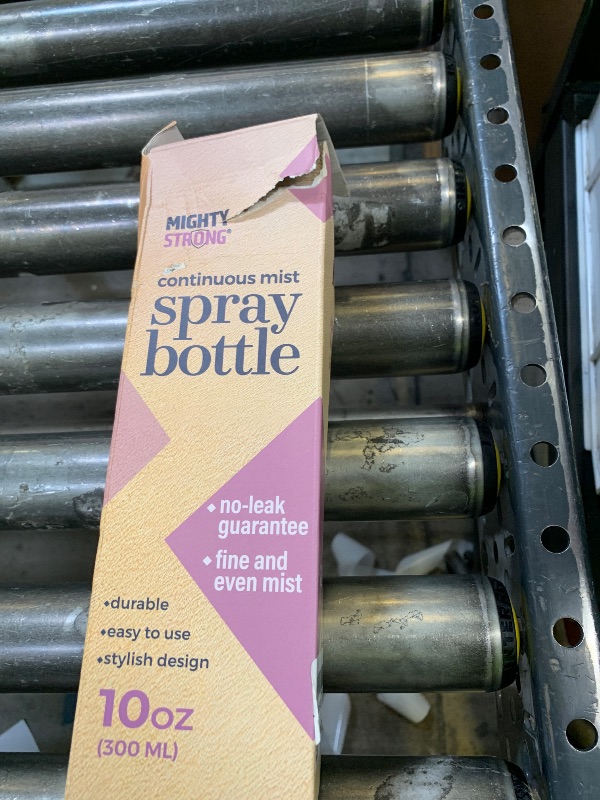 MIGHTY
STRONG®
continuous mist
spray
bottle
◆ no-leak
guarantee
◆ fine and
even mist
◆durable
◆easy to use
◆stylish design
10oz
(300 ML)